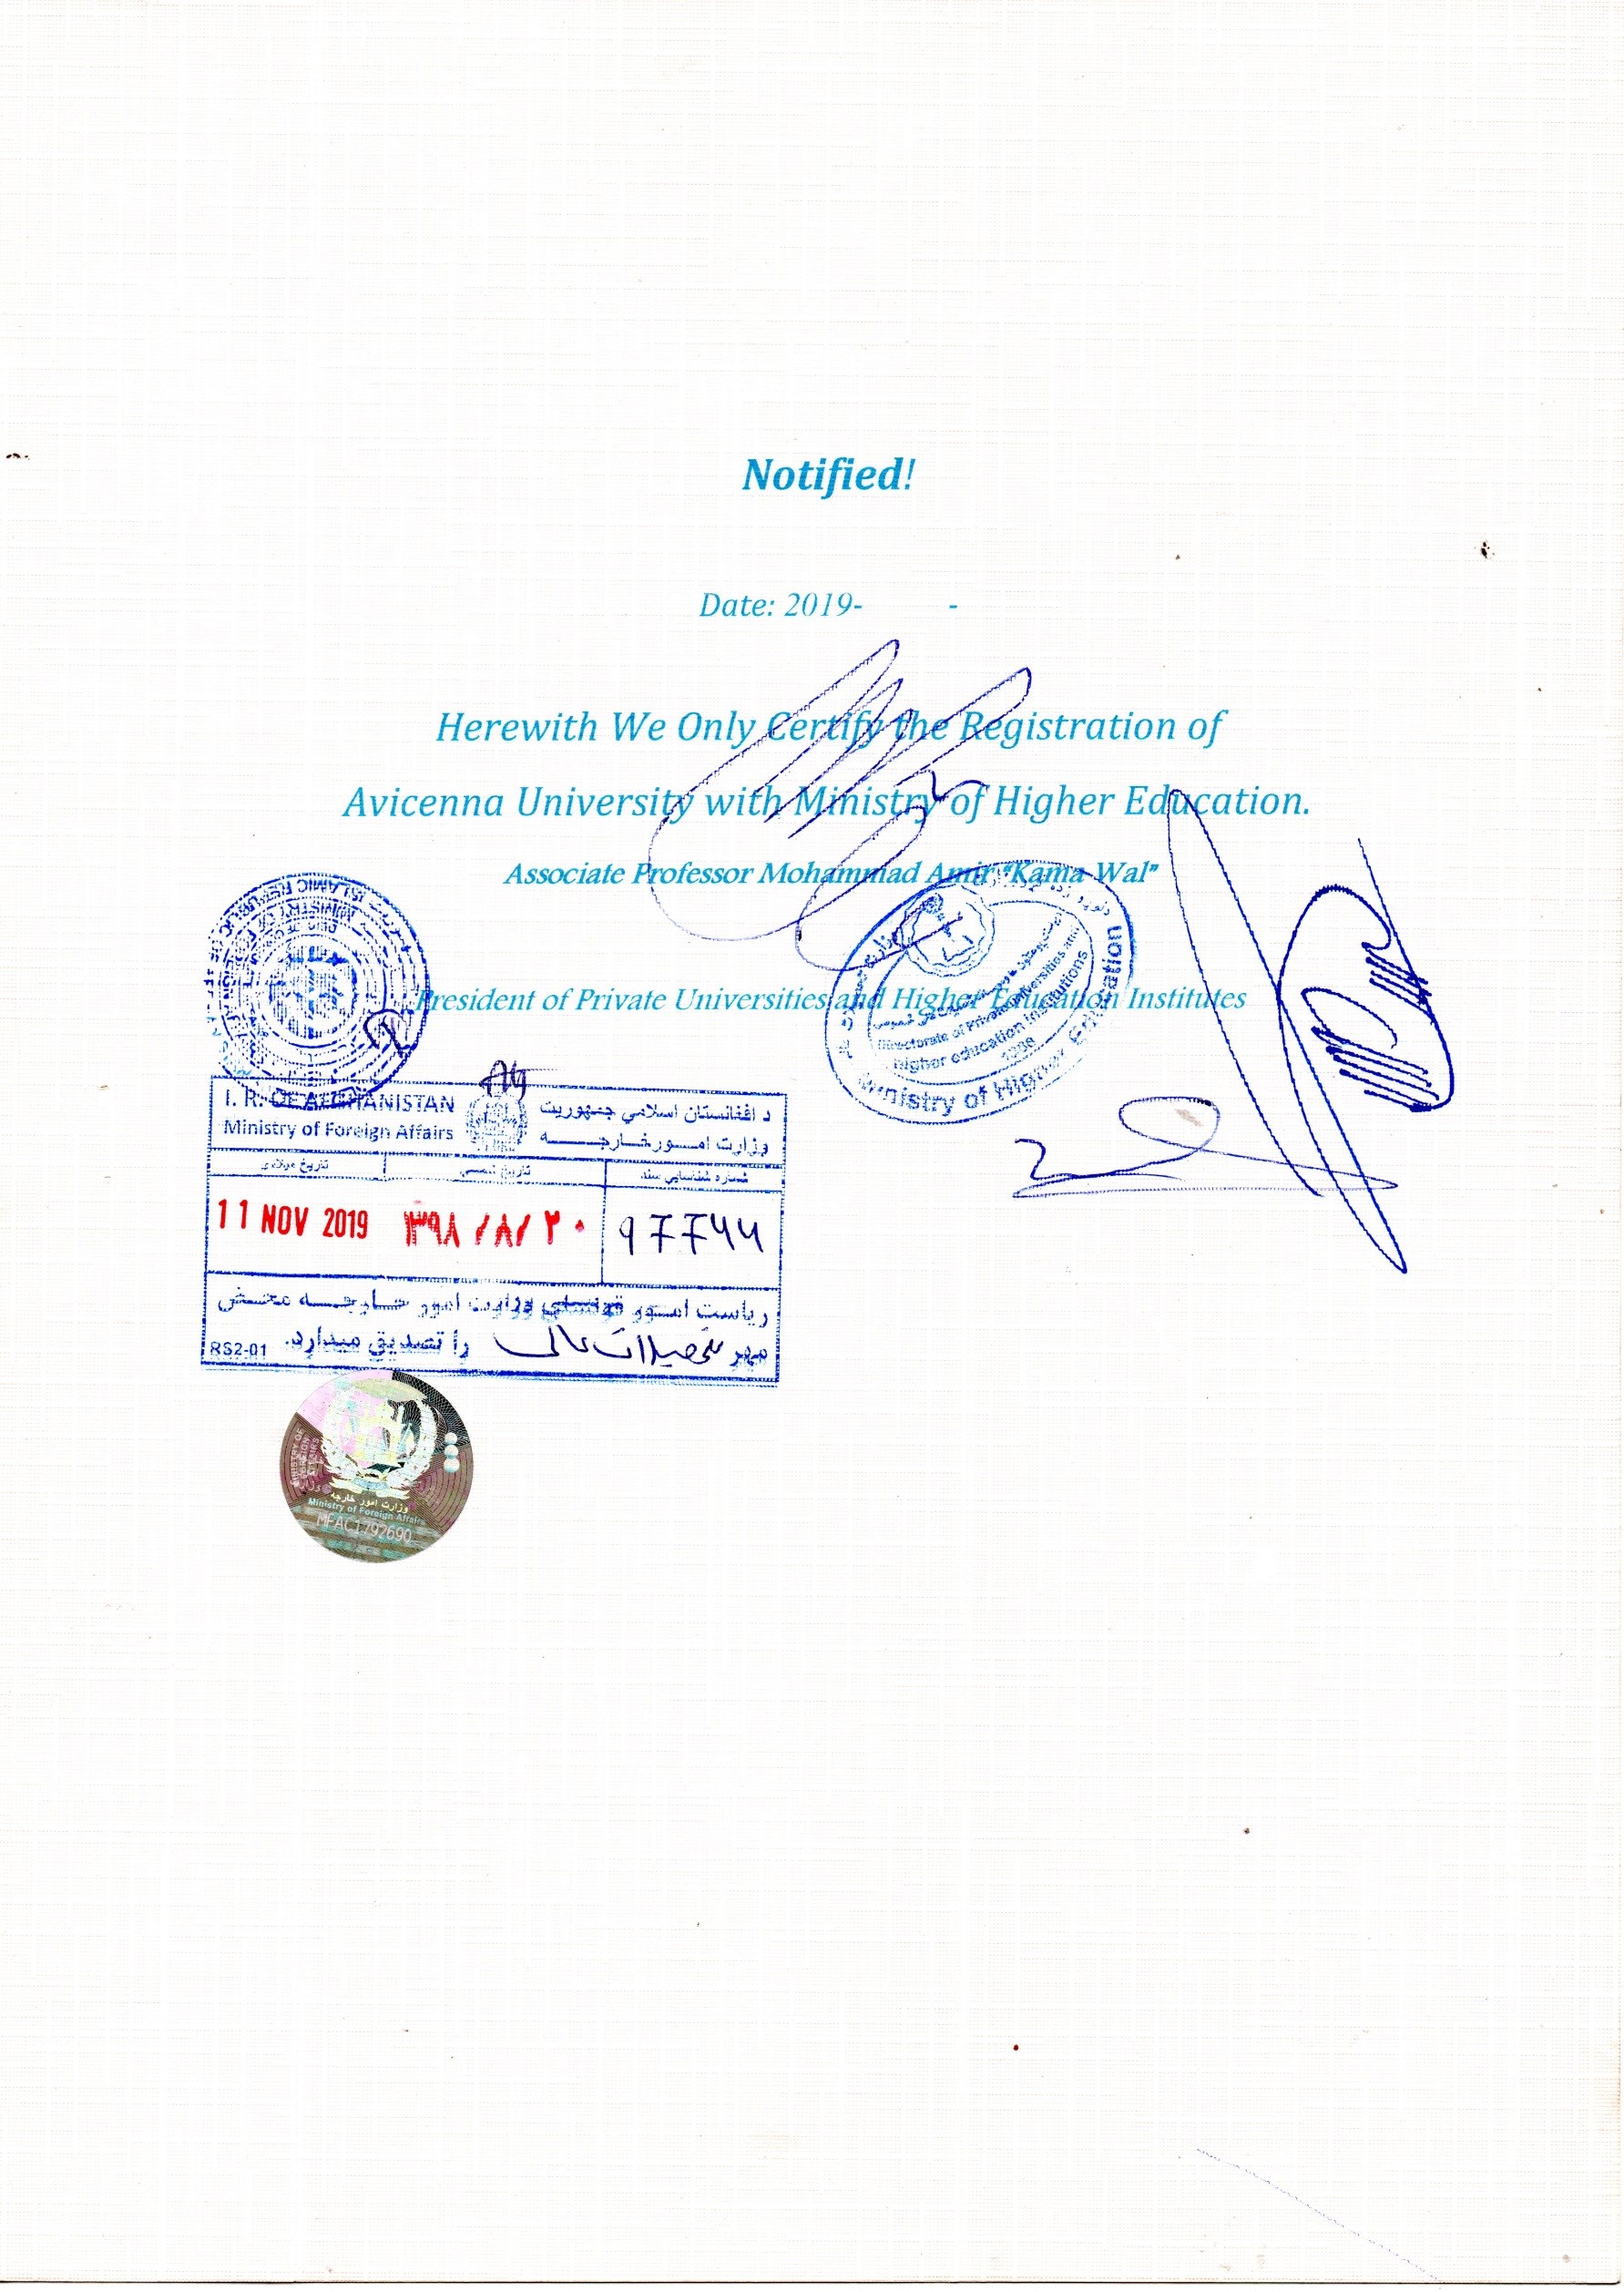 Notified!
Date: 2019-    -
Herewith We Only Certify the Registration of
Avicenna University with Ministry of Higher Education.
Associate Professor Mohammad Amir "Kama Wal"
President of Private Universities and Higher Education Institutes
Directorate of Private Universities and
higher education institutions
Ministry of Higher Education
I. R. OF AFGHANISTAN
Ministry of Foreign Affairs
د افغانستان اسلامي جمهوریت
وزارت امور خارجه
تاریخ میلادی
تاریخ شمسی
شماره شناسایی سند
11 NOV 2019
۱۳۹۸/۸/۲۰
ریاست امور قونسلی وزارت امور خارجه محض
مهر تحصیلات عالی را تصدیق میدارد.
RS2-01
وزارت امور خارجه
Ministry of Foreign Affairs
MFAC1792690